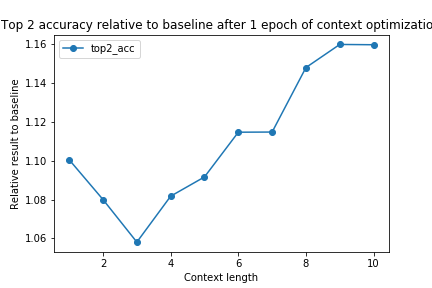 Top 2 accuracy relative to baseline after 1 epoch of context optimizatio
top2_acc
1.16
1.14
1.12
1.10
1.08
1.06
Relative result to baseline
2
4
6
8
10
Context length